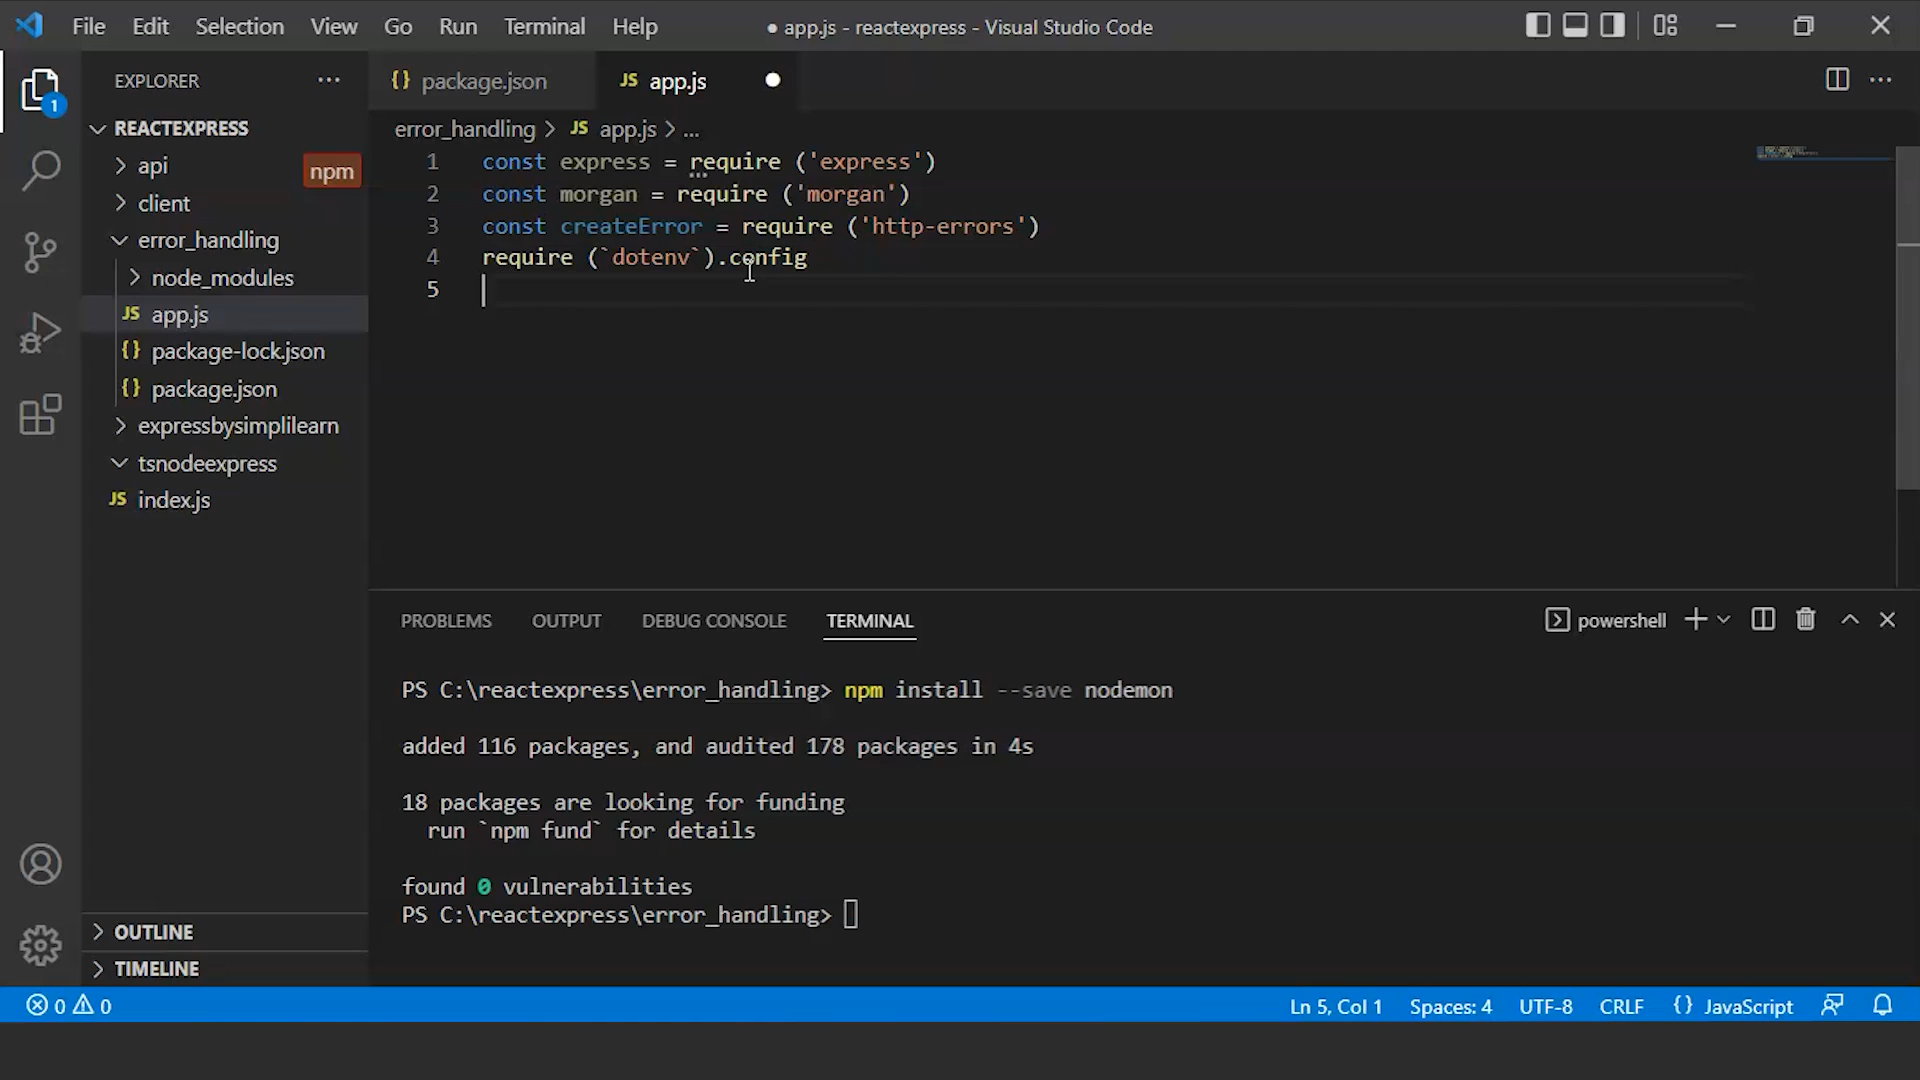 File Edit Selection View Go Run Terminal Help
● app.js - reactexpress - Visual Studio Code
EXPLORER ···
1
REACTEXPRESS
api
npm
client
error_handling
node_modules
JS app.js
{} package-lock.json
{} package.json
expressbysimplilearn
tsnodeexpress
JS index.js
OUTLINE
TIMELINE
{} package.json
JS app.js ●
error_handling > JS app.js > ...
1 const express = require ('express')
2 const morgan = require ('morgan')
3 const createError = require ('http-errors')
4 require (`dotenv`).config
5
PROBLEMS OUTPUT DEBUG CONSOLE TERMINAL
powershell
PS C:\reactexpress\error_handling> npm install --save nodemon
added 116 packages, and audited 178 packages in 4s
18 packages are looking for funding
run `npm fund` for details
found 0 vulnerabilities
PS C:\reactexpress\error_handling>
0 0
Ln 5, Col 1 Spaces: 4 UTF-8 CRLF {} JavaScript